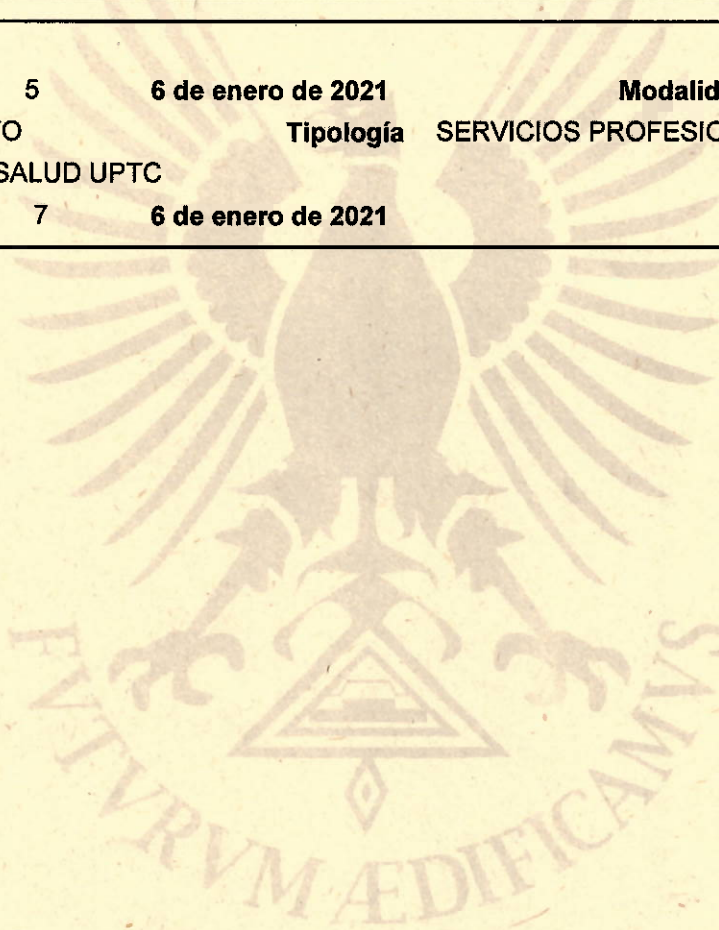 5 6 de enero de 2021 Modalid
TO Tipología SERVICIOS PROFESIO
SALUD UPTC
7 6 de enero de 2021
FVTVRVM ÆDIFICAMVS